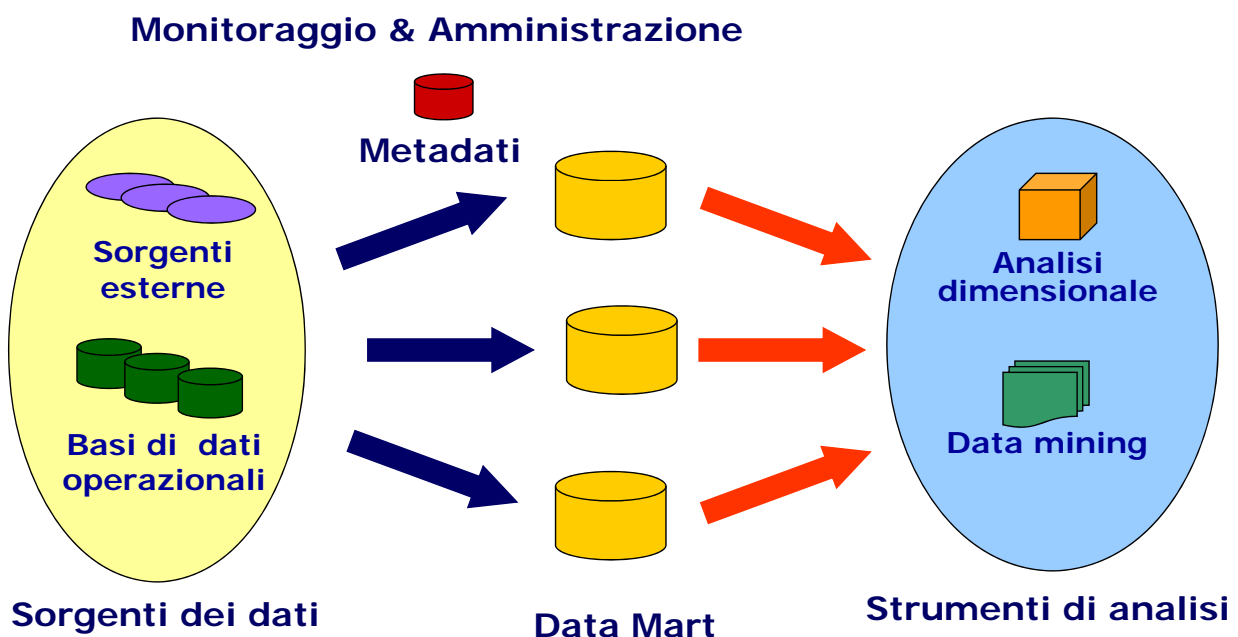 Monitoraggio & Amministrazione
Metadati
Sorgenti
esterne
Basi di dati
operazionali
Sorgenti dei dati
Data Mart
Analisi
dimensionale
Data mining
Strumenti di analisi